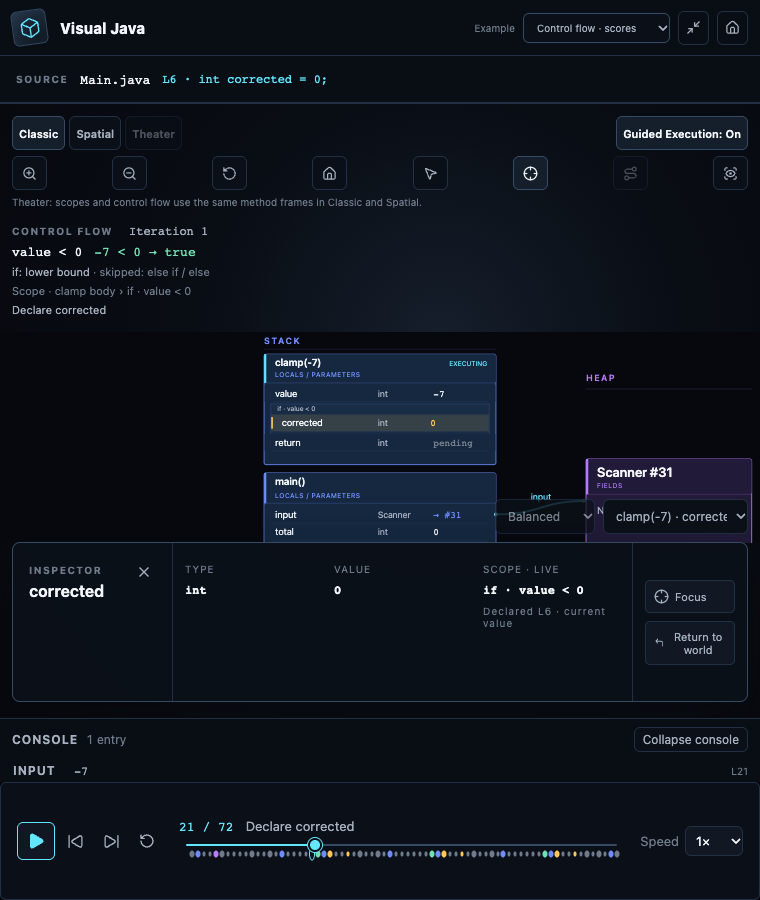 Visual Java
Example
Control flow · scores
SOURCE Main.java L6 · int corrected = 0;
Classic
Spatial
Theater
Guided Execution: On
Theater: scopes and control flow use the same method frames in Classic and Spatial.
CONTROL FLOW Iteration 1
value < 0 -7 < 0 → true
if: lower bound · skipped: else if / else
Scope · clamp body › if · value < 0
Declare corrected
STACK
clamp(-7) EXECUTING
LOCALS / PARAMETERS
value int -7
if · value < 0
corrected int 0
return int pending
main()
LOCALS / PARAMETERS
input Scanner → #31
total int 0
HEAP
Scanner #31
FIELDS
N
input
Balanced
clamp(-7) · correcte
INSPECTOR
corrected
TYPE
int
VALUE
0
SCOPE · LIVE
if · value < 0
Declared L6 · current
value
Focus
Return to
world
CONSOLE 1 entry
Collapse console
INPUT -7 L21
21 / 72 Declare corrected
Speed 1×